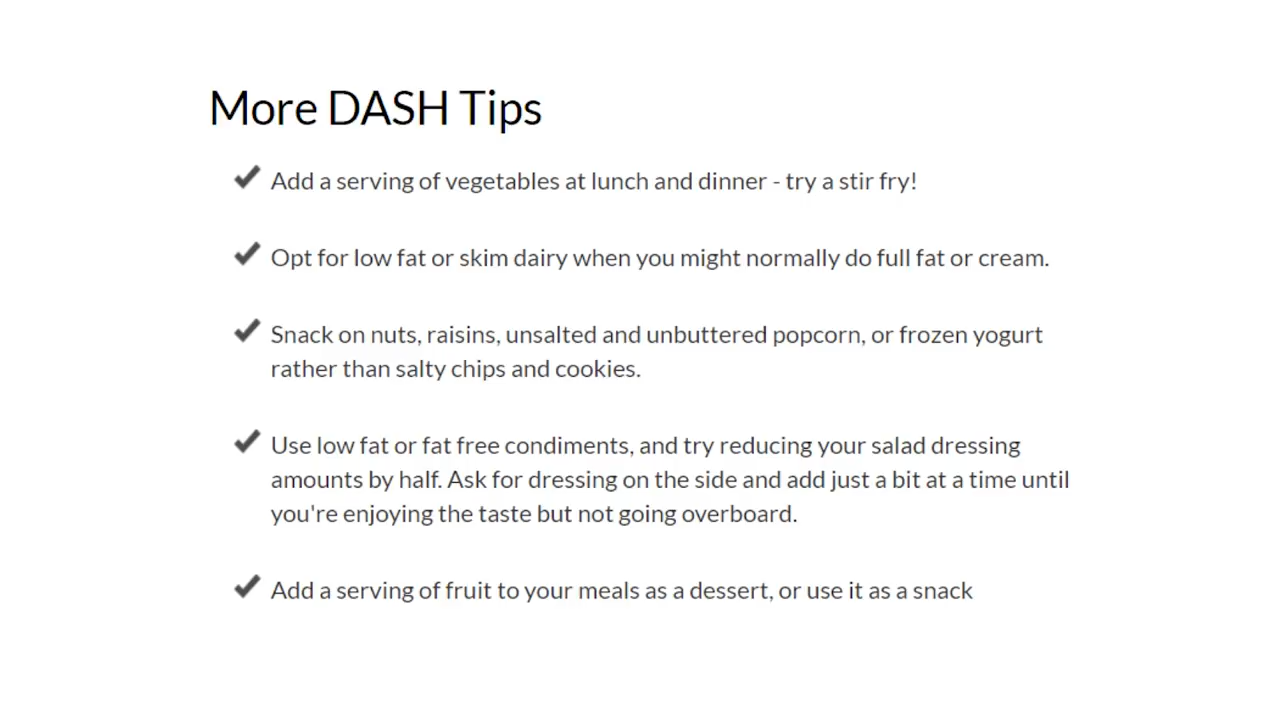 More DASH Tips
Add a serving of vegetables at lunch and dinner - try a stir fry!
Opt for low fat or skim dairy when you might normally do full fat or cream.
Snack on nuts, raisins, unsalted and unbuttered popcorn, or frozen yogurt
rather than salty chips and cookies.
Use low fat or fat free condiments, and try reducing your salad dressing
amounts by half. Ask for dressing on the side and add just a bit at a time until
you're enjoying the taste but not going overboard.
Add a serving of fruit to your meals as a dessert, or use it as a snack